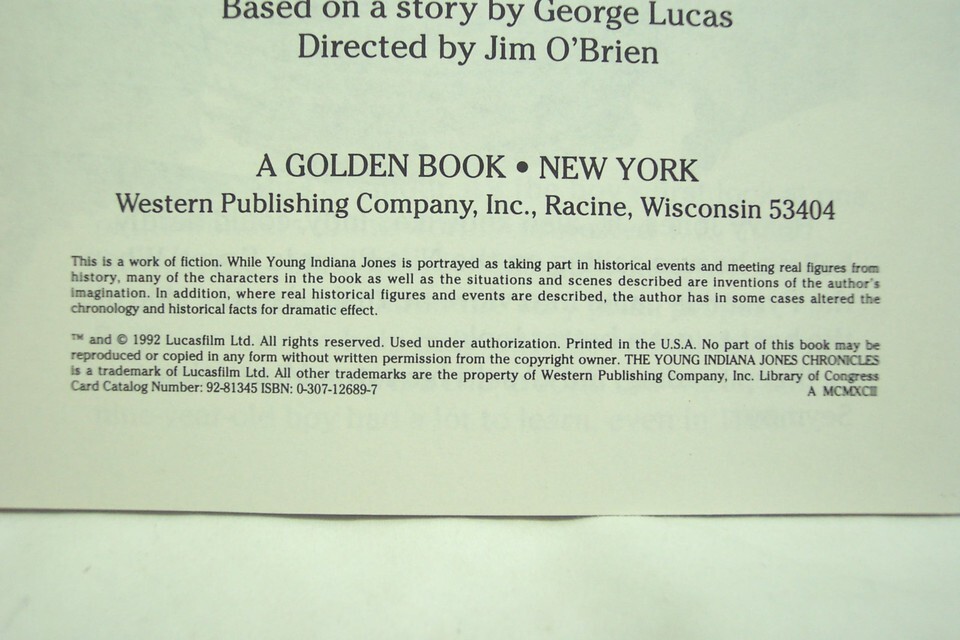 Based on a story by George Lucas
Directed by Jim O'Brien
A GOLDEN BOOK • NEW YORK
Western Publishing Company, Inc., Racine, Wisconsin 53404
This is a work of fiction. While Young Indiana Jones is portrayed as taking part in historical events and meeting real figures from
history, many of the characters in the book as well as the situations and scenes described are inventions of the author's
imagination. In addition, where real historical figures and events are described, the author has in some cases altered the
chronology and historical facts for dramatic effect.
™ and © 1992 Lucasfilm Ltd. All rights reserved. Used under authorization. Printed in the U.S.A. No part of this book may be
reproduced or copied in any form without written permission from the copyright owner. THE YOUNG INDIANA JONES CHRONICLES
is a trademark of Lucasfilm Ltd. All other trademarks are the property of Western Publishing Company, Inc. Library of Congress
Card Catalog Number: 92-81345 ISBN: 0-307-12689-7 A MCMXCII